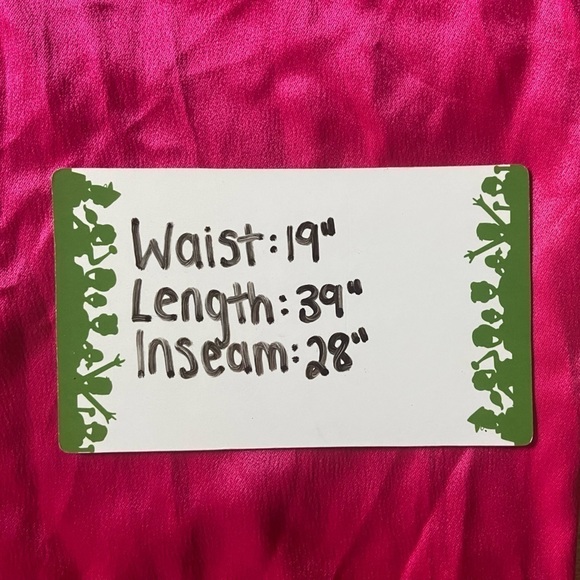 Waist: 19"
Length: 39"
Inseam: 28"